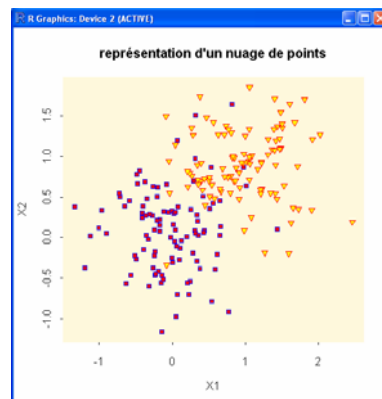 R Graphics: Device 2 (ACTIVE)
représentation d'un nuage de points
1.5
1.0
0.5
0.0
-0.5
-1.0
X2
-1
0
1
2
X1